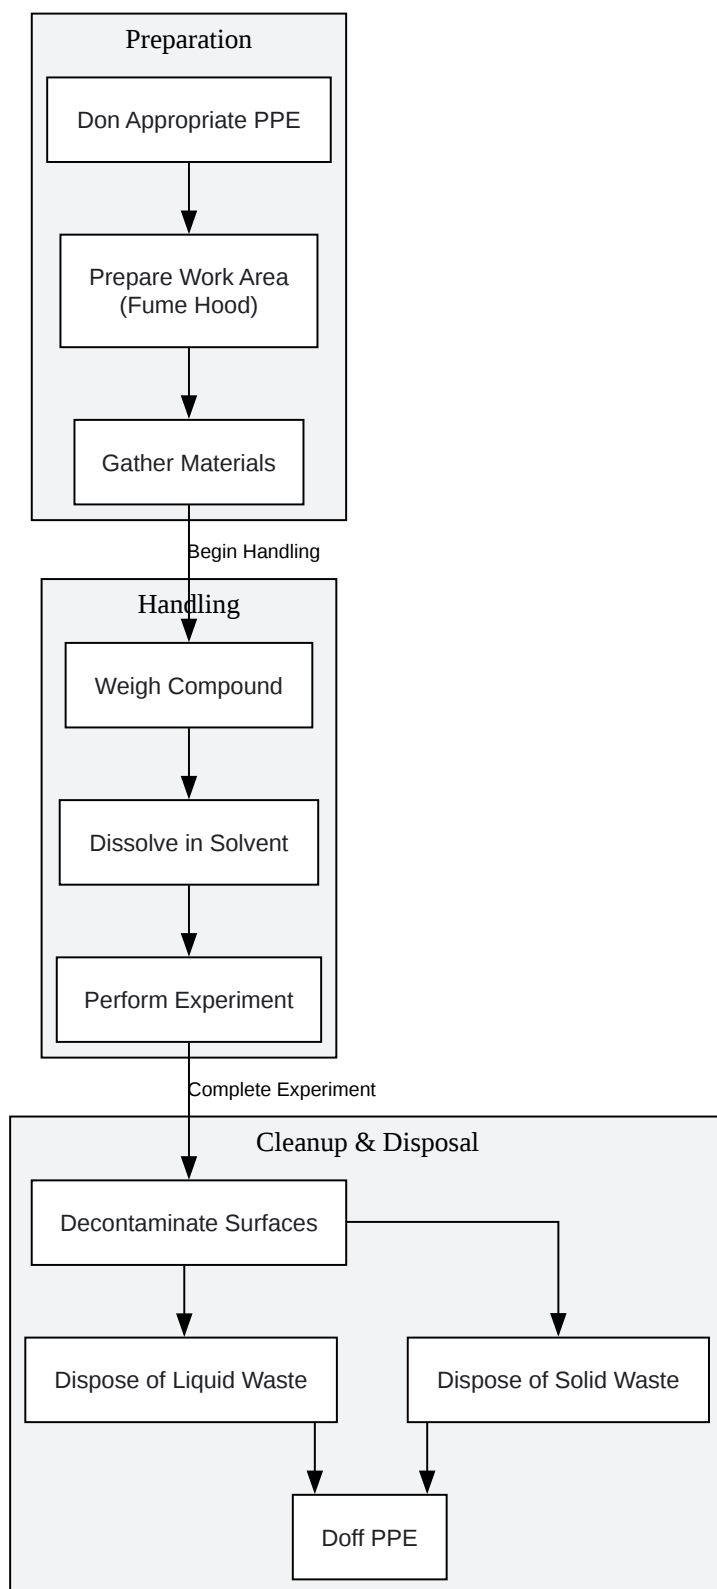 Preparation
Don Appropriate PPE
Prepare Work Area
(Fume Hood)
Gather Materials
Begin Handling
Handling
Weigh Compound
Dissolve in Solvent
Perform Experiment
Complete Experiment
Cleanup & Disposal
Decontaminate Surfaces
Dispose of Liquid Waste
Dispose of Solid Waste
Doff PPE